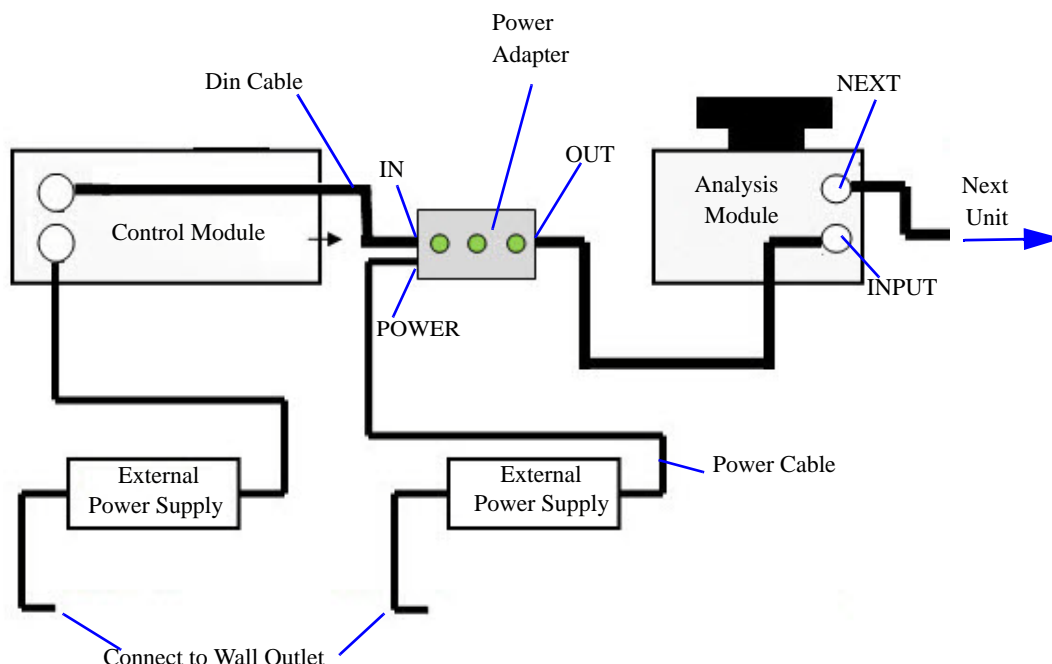 Power
Adapter
Din Cable
NEXT
IN
OUT
Analysis
Module
Next
Unit
Control Module
INPUT
POWER
External
Power Supply
External
Power Supply
Power Cable
Connect to Wall Outlet